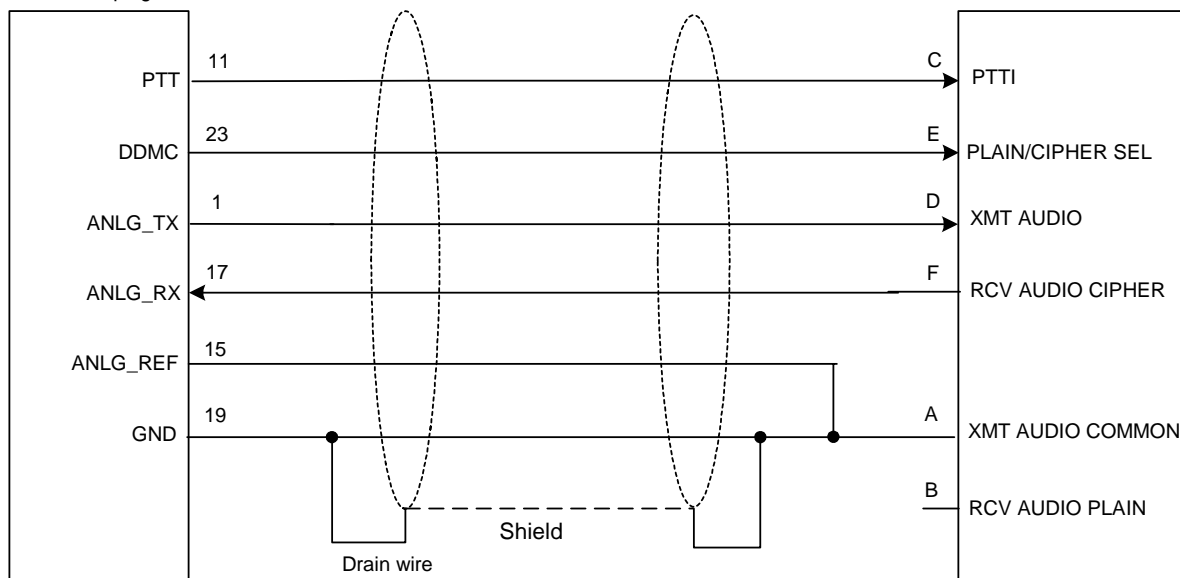 11 C
PTT PTTI
23 E
DDMC PLAIN/CIPHER SEL
1 D
ANLG_TX XMT AUDIO
17 F
ANLG_RX RCV AUDIO CIPHER
15
ANLG_REF
19 A
GND XMT AUDIO COMMON
B
RCV AUDIO PLAIN
Shield
Drain wire